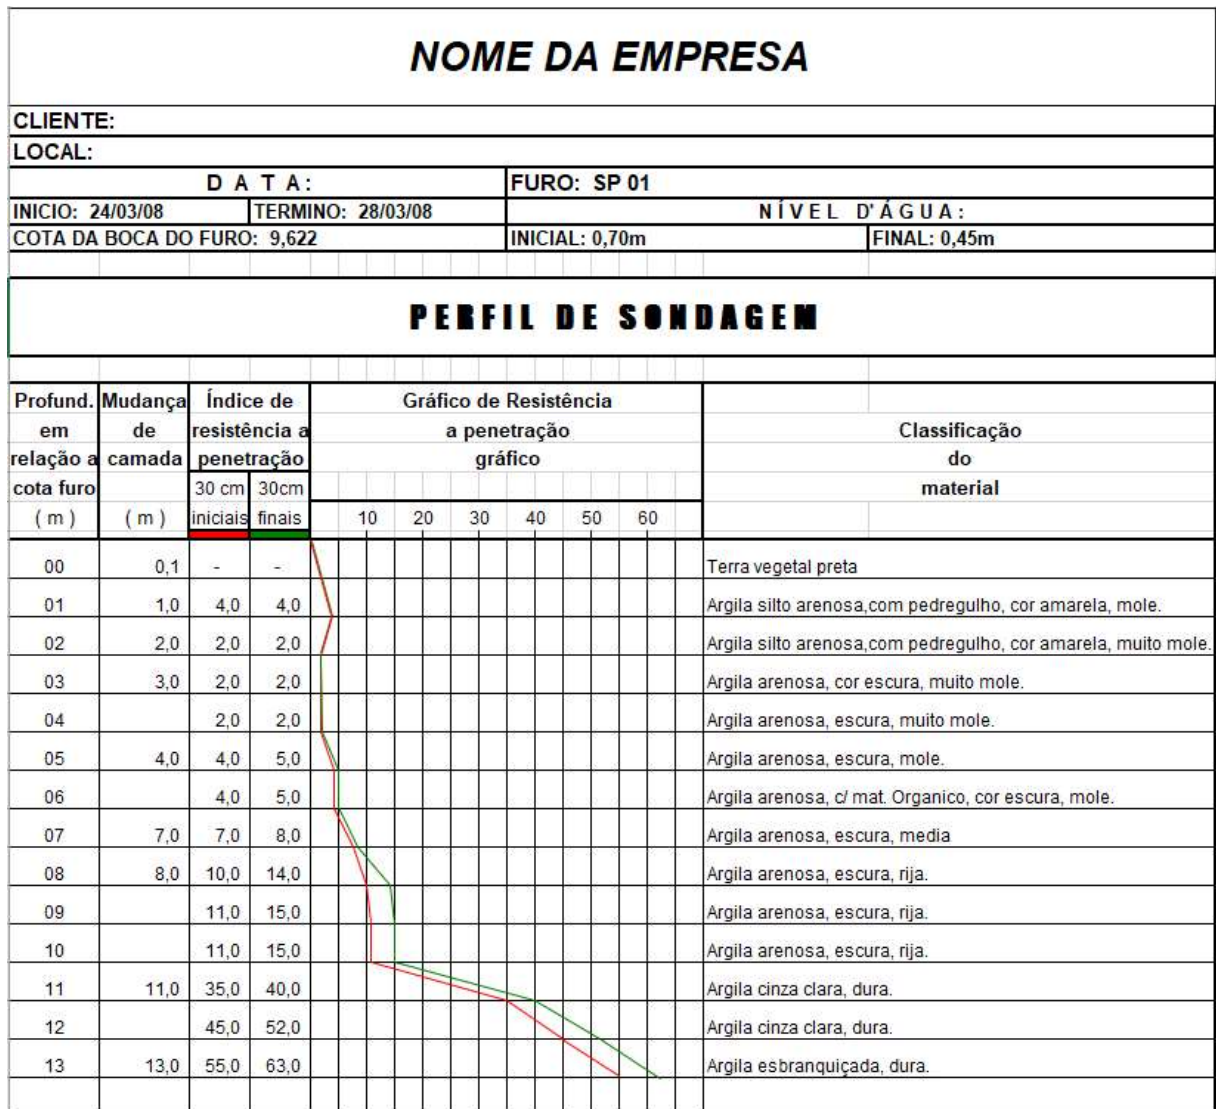 NOME DA EMPRESA
CLIENTE:
LOCAL:
D A T A:
FURO: SP 01
INICIO: 24/03/08
TERMINO: 28/03/08
NÍVEL D'ÁGUA:
COTA DA BOCA DO FURO: 9,622
INICIAL: 0,70m
FINAL: 0,45m
PERFIL DE SONDAGEM
Profund. Mudança Índice de Gráfico de Resistência
em de resistência a a penetração Classificação
relação a camada penetração gráfico do
cota furo 30 cm 30cm material
( m ) ( m ) iniciais finais 10 20 30 40 50 60
00 0,1 - - Terra vegetal preta
01 1,0 4,0 4,0 Argila silto arenosa,com pedregulho, cor amarela, mole.
02 2,0 2,0 2,0 Argila silto arenosa,com pedregulho, cor amarela, muito mole.
03 3,0 2,0 2,0 Argila arenosa, cor escura, muito mole.
04 2,0 2,0 Argila arenosa, escura, muito mole.
05 4,0 4,0 5,0 Argila arenosa, escura, mole.
06 4,0 5,0 Argila arenosa, c/ mat. Organico, cor escura, mole.
07 7,0 7,0 8,0 Argila arenosa, escura, media
08 8,0 10,0 14,0 Argila arenosa, escura, rija.
09 11,0 15,0 Argila arenosa, escura, rija.
10 11,0 15,0 Argila arenosa, escura, rija.
11 11,0 35,0 40,0 Argila cinza clara, dura.
12 45,0 52,0 Argila cinza clara, dura.
13 13,0 55,0 63,0 Argila esbranquiçada, dura.